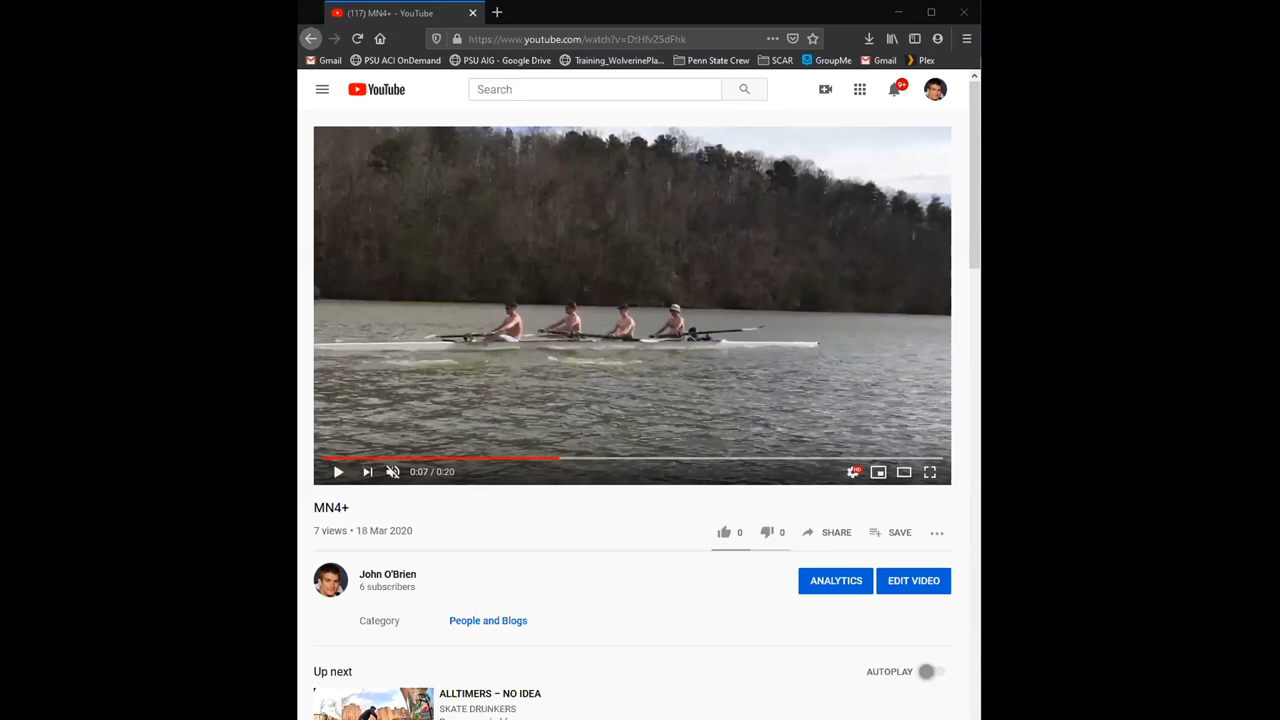 (117) MN4+ - YouTube
https://www.youtube.com/watch?v=DtHfv25dFhk
Gmail PSU ACI OnDemand PSU AIG - Google Drive Training_WolverinePla... Penn State Crew SCAR GroupMe Gmail Plex
YouTube Search 9+
HD
0:07 / 0:20
MN4+
7 views • 18 Mar 2020 0 0 SHARE SAVE
John O'Brien
6 subscribers
ANALYTICS EDIT VIDEO
Category People and Blogs
Up next AUTOPLAY
ALLTIMERS – NO IDEA
SKATE DRUNKERS